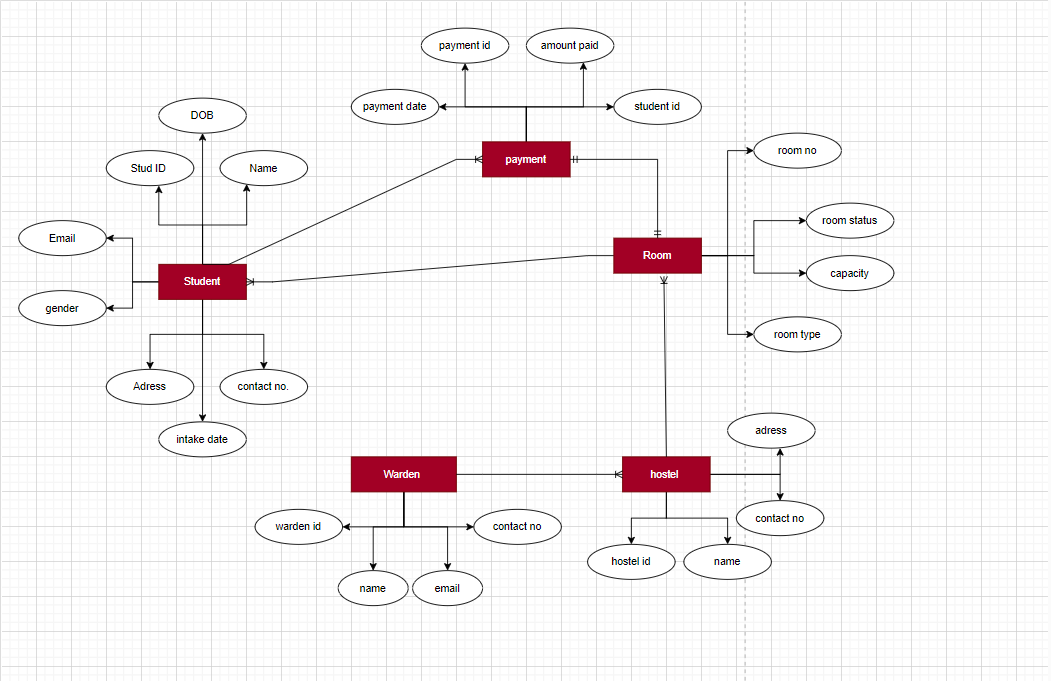 payment id
amount paid
payment date
student id
DOB
payment
room no
Stud ID
Name
room status
Email
Room
capacity
Student
gender
room type
Adress
contact no.
adress
intake date
Warden
hostel
warden id
contact no
contact no
hostel id
name
name
email